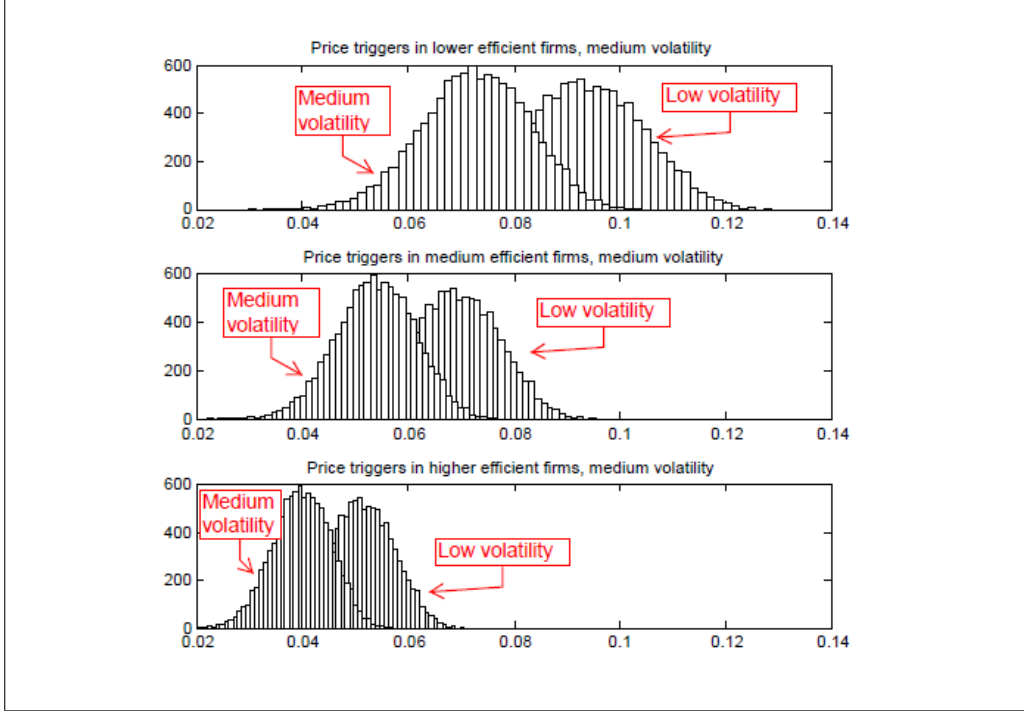 Price triggers in lower efficient firms, medium volatility
600
400
200
0
Medium
volatility
Low volatility
0.02 0.04 0.06 0.08 0.1 0.12 0.14
Price triggers in medium efficient firms, medium volatility
600
400
200
0
Medium
volatility
Low volatility
0.02 0.04 0.06 0.08 0.1 0.12 0.14
Price triggers in higher efficient firms, medium volatility
600
400
200
0
Medium
volatility
Low volatility
0.02 0.04 0.06 0.08 0.1 0.12 0.14